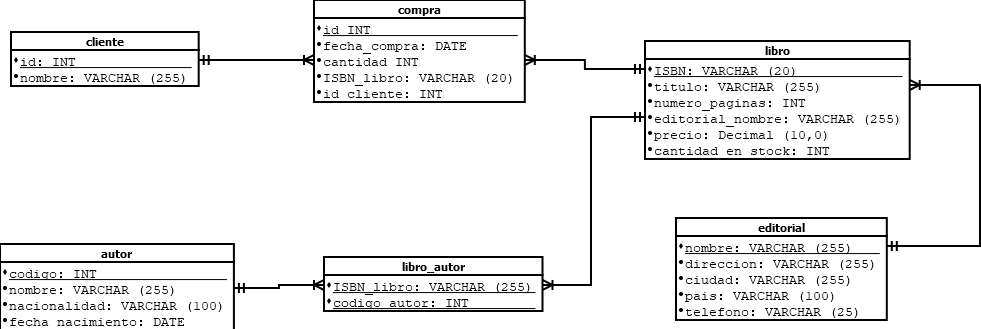 compra
id INT
fecha_compra: DATE
cantidad INT
ISBN_libro: VARCHAR (20)
id cliente: INT
cliente
id: INT
nombre: VARCHAR (255)
libro
ISBN: VARCHAR (20)
titulo: VARCHAR (255)
numero_paginas: INT
editorial_nombre: VARCHAR (255)
precio: Decimal (10,0)
cantidad en stock: INT
editorial
nombre: VARCHAR (255)
direccion: VARCHAR (255)
ciudad: VARCHAR (255)
pais: VARCHAR (100)
telefono: VARCHAR (25)
autor
codigo: INT
nombre: VARCHAR (255)
nacionalidad: VARCHAR (100)
fecha nacimiento: DATE
libro_autor
ISBN_libro: VARCHAR (255)
codigo autor: INT